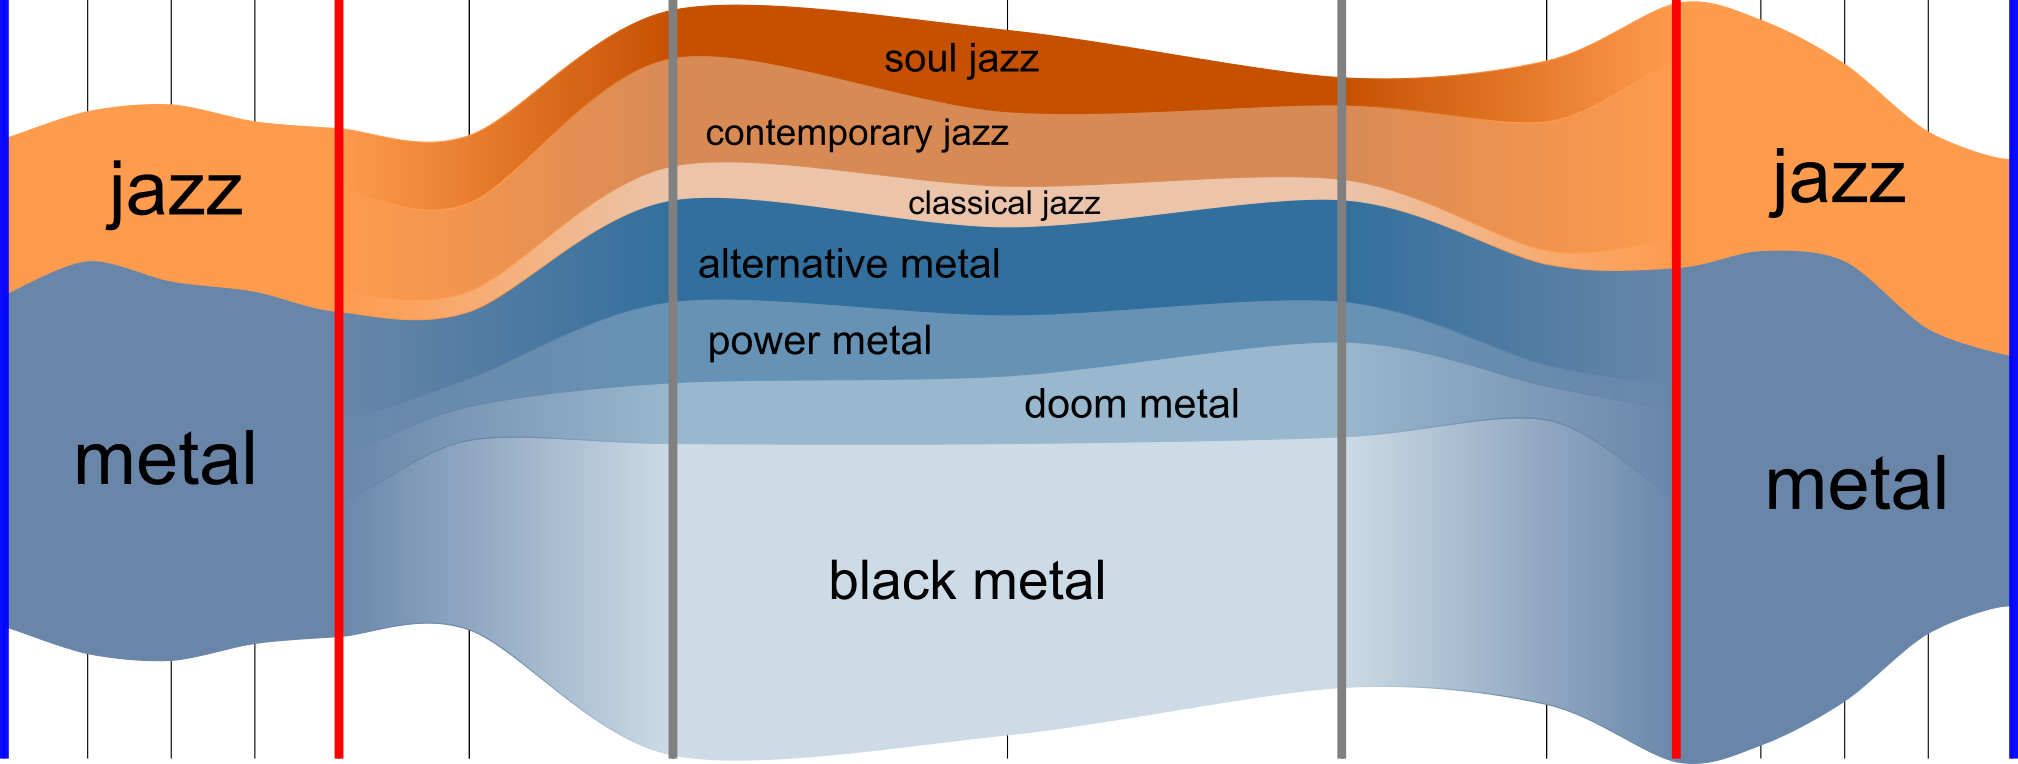 jazz
metal
soul jazz
contemporary jazz
classical jazz
alternative metal
power metal
doom metal
black metal
jazz
metal